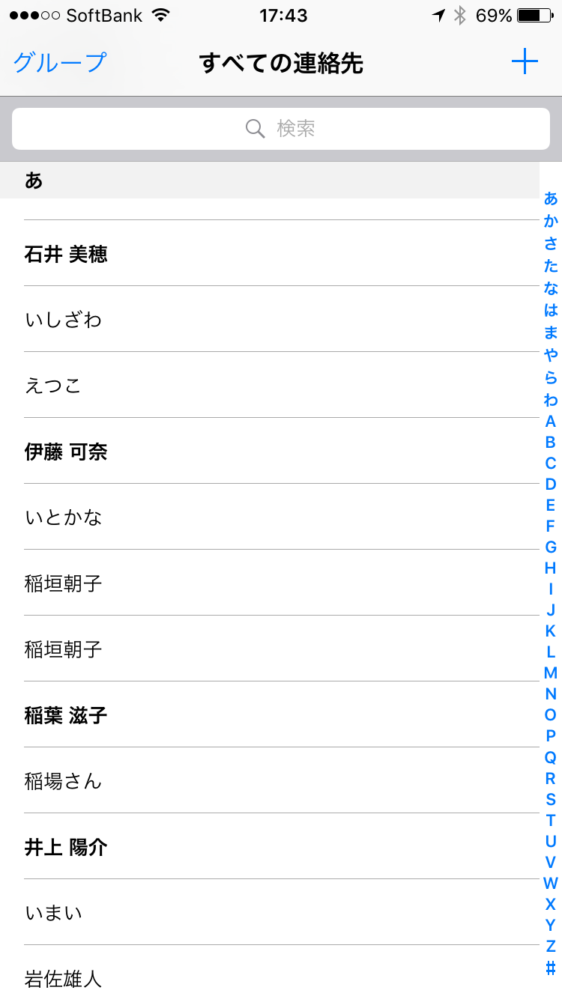 SoftBank 17:43 69%
グループ すべての連絡先
検索
あ
石井 美穂
いしざわ
えつこ
伊藤 可奈
いとかな
稲垣朝子
稲垣朝子
稲葉 滋子
稲場さん
井上 陽介
いまい
岩佐雄人
あ
か
さ
た
な
は
ま
や
ら
わ
A
B
C
D
E
F
G
H
I
J
K
L
M
N
O
P
Q
R
S
T
U
V
W
X
Y
Z
#